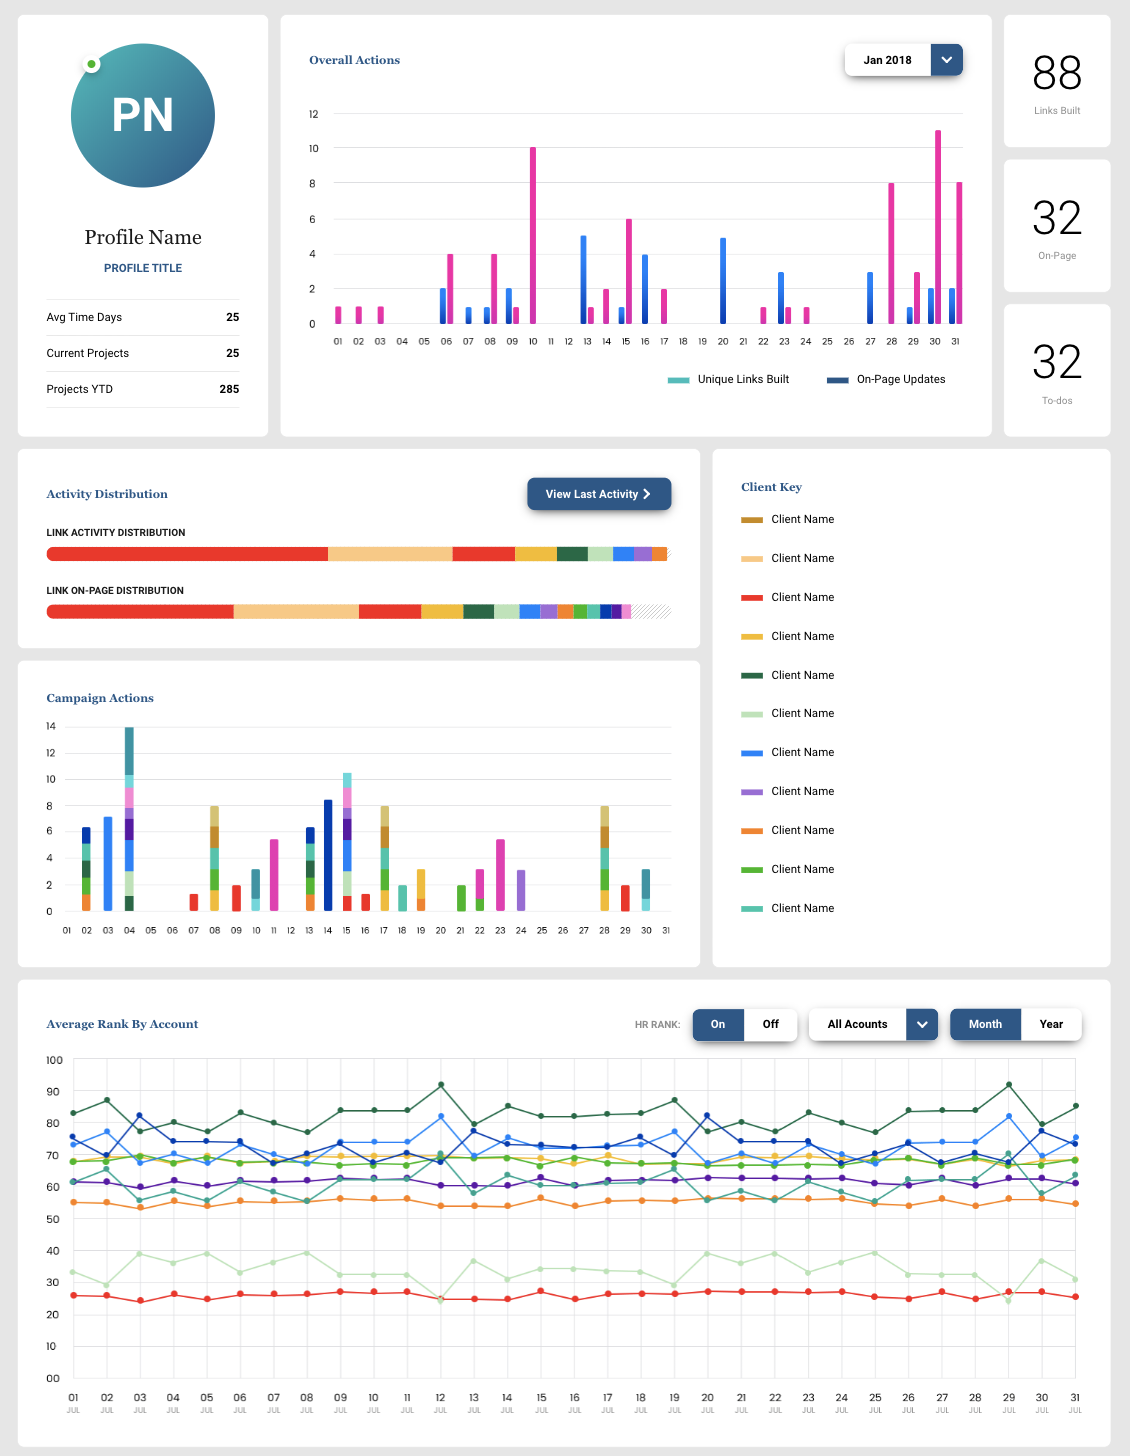 PN
Profile Name
PROFILE TITLE
Avg Time Days 25
Current Projects 25
Projects YTD 285
Overall Actions
Jan 2018
12
10
8
6
4
2
0
01 02 03 04 05 06 07 08 09 10 11 12 13 14 15 16 17 18 19 20 21 22 23 24 25 26 27 28 29 30 31
Unique Links Built On-Page Updates
88
Links Built
32
On-Page
32
To-dos
Activity Distribution
View Last Activity
LINK ACTIVITY DISTRIBUTION
LINK ON-PAGE DISTRIBUTION
Client Key
Client Name
Client Name
Client Name
Client Name
Client Name
Client Name
Client Name
Client Name
Client Name
Client Name
Client Name
Campaign Actions
14
12
10
8
6
4
2
0
01 02 03 04 05 06 07 08 09 10 11 12 13 14 15 16 17 18 19 20 21 22 23 24 25 26 27 28 29 30 31
Average Rank By Account
HR RANK: On Off All Acounts Month Year
100
90
80
70
60
50
40
30
20
10
00
01 02 03 04 05 06 07 08 09 10 11 12 13 14 15 16 17 18 19 20 21 22 23 24 25 26 27 28 29 30 31
JUL JUL JUL JUL JUL JUL JUL JUL JUL JUL JUL JUL JUL JUL JUL JUL JUL JUL JUL JUL JUL JUL JUL JUL JUL JUL JUL JUL JUL JUL JUL